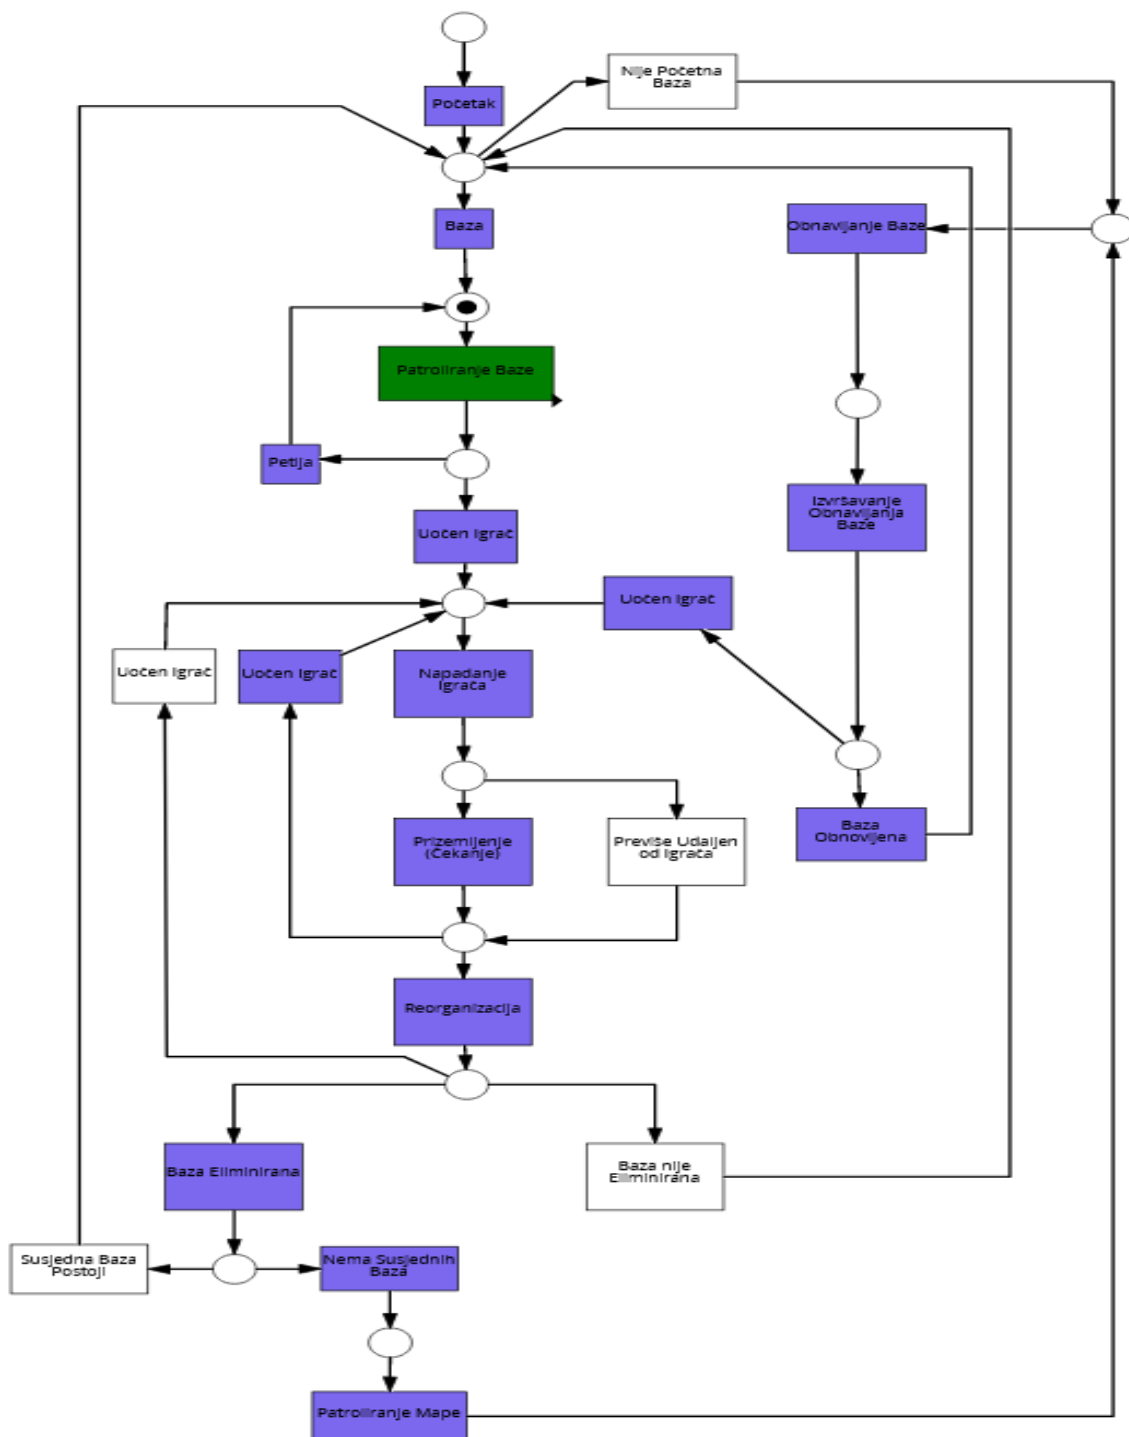 Nije Početna
Baza
Početak
Baza
Obnavljanje Baze
Patroliranje Baze
Petlja
Izvršavanje
Obnavljanja
Baze
Uočen Igrač
Uočen Igrač
Uočen Igrač
Uočen Igrač
Napadanje
Igrača
Prizemljenje
(Čekanje)
Previše Udaljen
od Igrača
Baza
Obnovljena
Reorganizacija
Baza Eliminirana
Baza nije
Eliminirana
Susjedna Baza
Postoji
Nema Susjednih
Baza
Patroliranje Mape